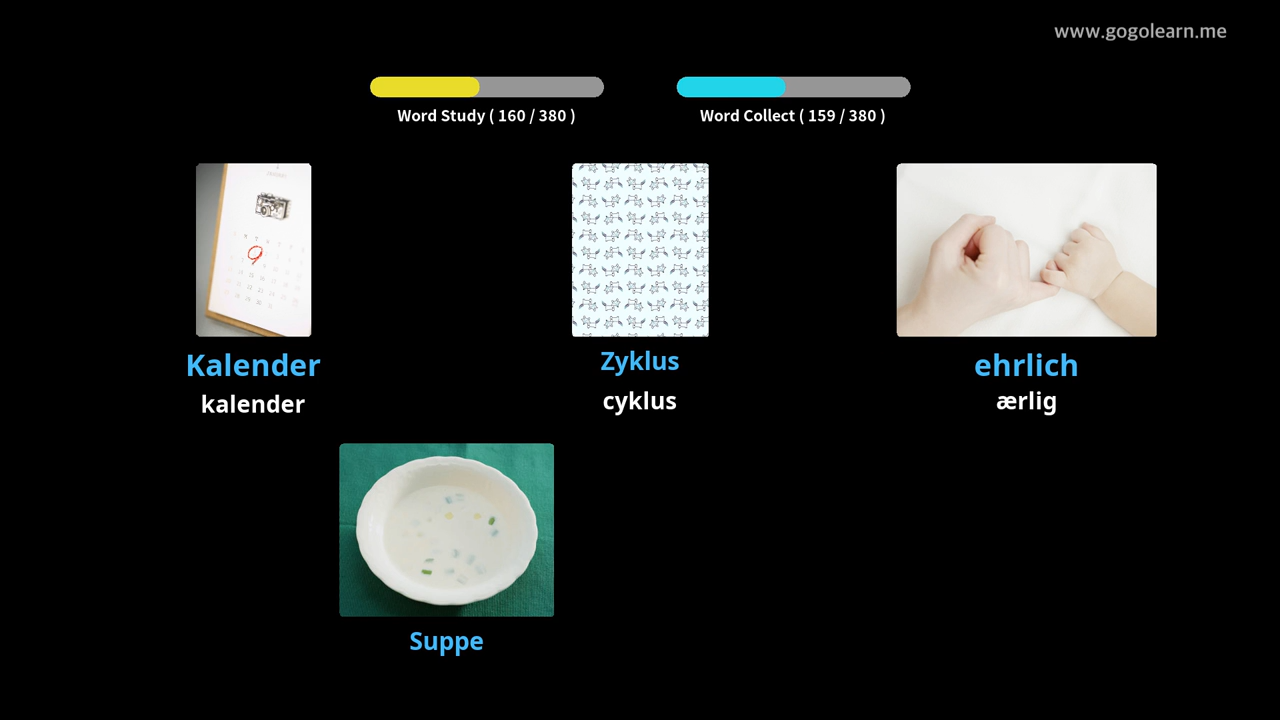 www.gogolearn.me
Word Study ( 160 / 380 )
Word Collect ( 159 / 380 )
Kalender
kalender
Zyklus
cyklus
ehrlich
ærlig
Suppe